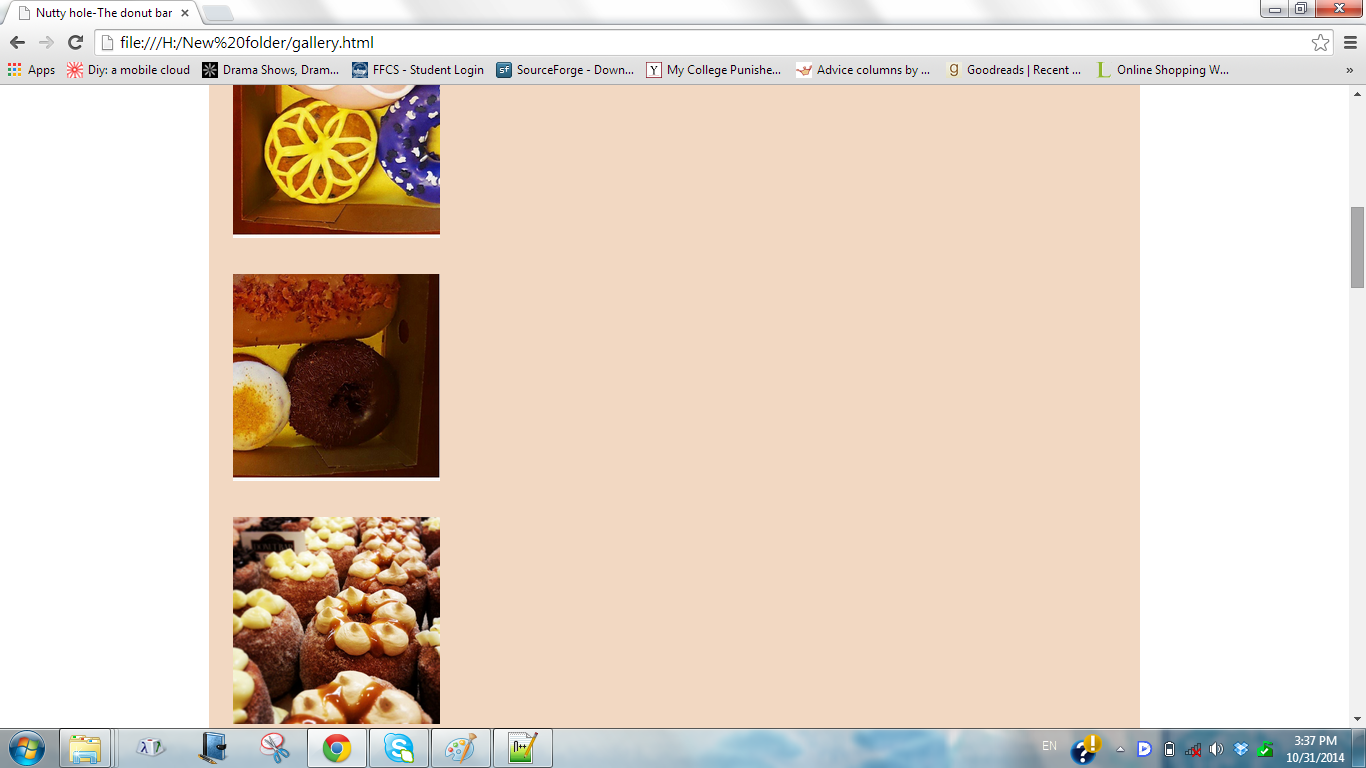 Nutty hole-The donut bar
file:///H:/New%20folder/gallery.html
Apps Diy: a mobile cloud Drama Shows, Dram... FFCS - Student Login sf SourceForge - Down... Y My College Punishe... Advice columns by ... g Goodreads | Recent ... L Online Shopping W... »
EN
3:37 PM
10/31/2014